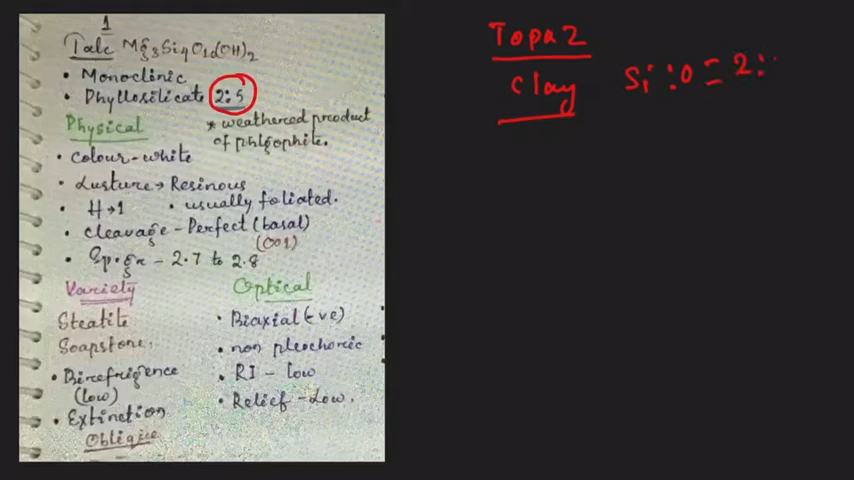 1
Talc Mg3Si4O10(OH)2
• Monoclinic
• Phyllosilicate 2:5
* weathered product
of phlogophite.
Physical
• colour - white
• Lusture → Resinous
• H → 1 • usually foliated.
• cleavage - Perfect (basal)
(001)
• Sp. gr - 2.7 to 2.8
Variety
Steatite
Soapstone.
• Birefrigence
(low)
• Extinction
Oblique
Optical
• Biaxial (-ve)
• non pleochoric
• RI - low
• Relief - Low.
Topaz
Clay Si : O = 2: